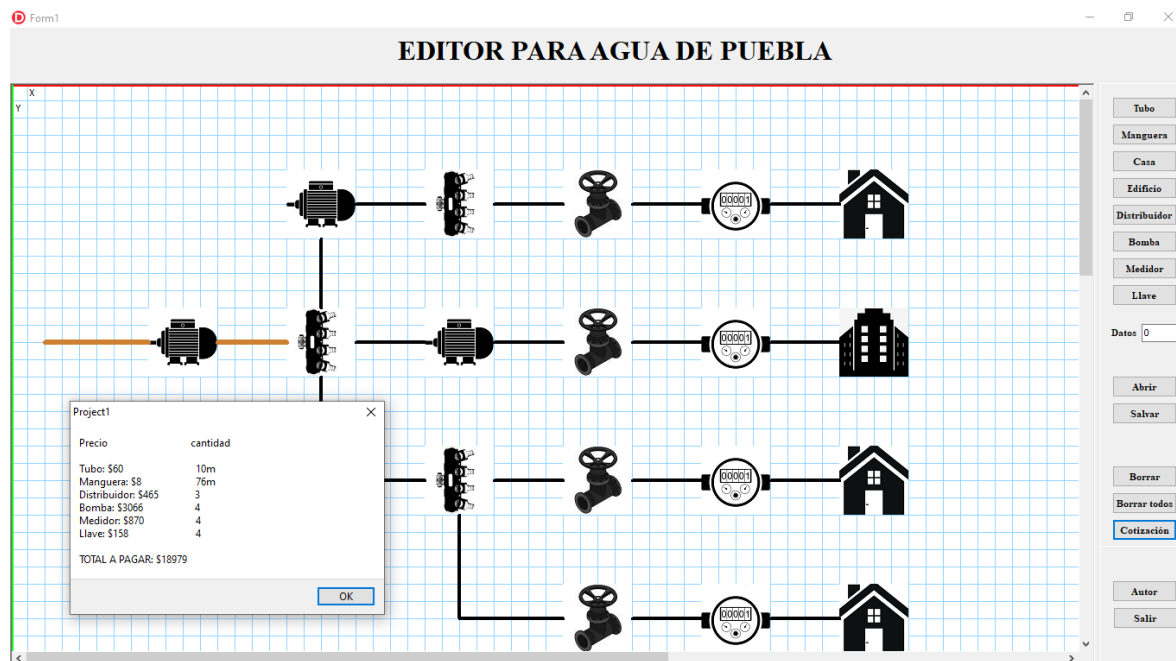 Form1
EDITOR PARA AGUA DE PUEBLA
X
Y
Tubo
Manguera
Casa
Edificio
Distribuidor
Bomba
Medidor
Llave
Datos 0
Abrir
Salvar
Borrar
Borrar todos
Cotización
Autor
Salir
00001
00001
00001
00001
Project1
Precio cantidad
Tubo: $60 10m
Manguera: $8 76m
Distribuidor: $465 3
Bomba: $3066 4
Medidor: $870 4
Llave: $158 4
TOTAL A PAGAR: $18979
OK